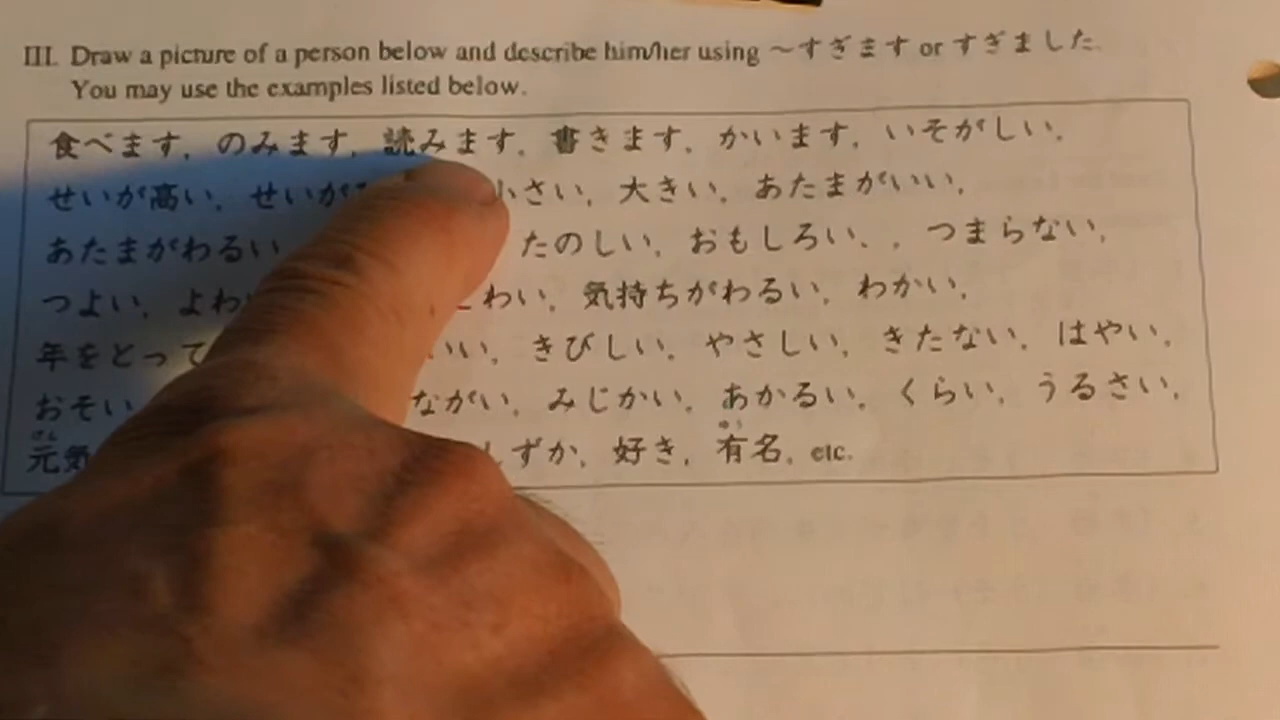 III. Draw a picture of a person below and describe him/her using ～すぎます or すぎました.
You may use the examples listed below.
食べます, のみます, 読みます, 書きます, かいます, いそがしい,
せいが高い, せいが 小さい, 大きい, あたまがいい,
あたまがわるい たのしい, おもしろい, , つまらない,
つよい, 気持ちがわるい, わかい,
年をとって きびしい, やさしい, きたない, はやい,
おそい ながい, みじかい, あかるい, くらい, うるさい,
元気 しずか, 好き, 有名, etc.